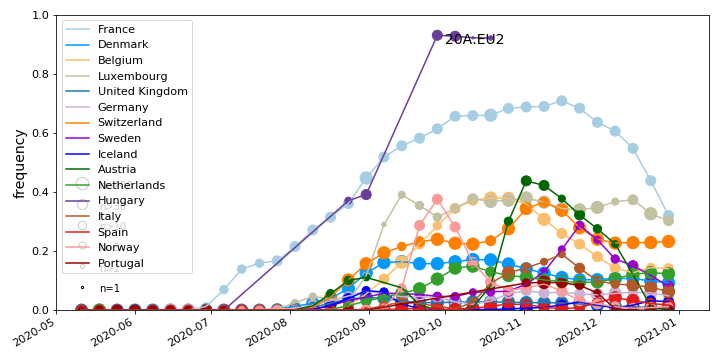 1.0
0.8
0.6
0.4
0.2
0.0
frequency
France
Denmark
Belgium
Luxembourg
United Kingdom
Germany
Switzerland
Sweden
Iceland
Austria
Netherlands
Hungary
Italy
Spain
Norway
Portugal
n=1
20A.EU2
2020-05
2020-06
2020-07
2020-08
2020-09
2020-10
2020-11
2020-12
2021-01